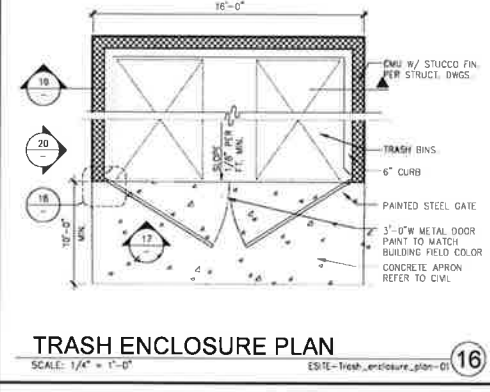 16'-0"
CMU W/ STUCCO FIN.
PER STRUCT. DWGS.
20
TRASH BINS
6" CURB
SLOPE
1/8" PER
FT. MIN.
PAINTED STEEL GATE
10'-0"
MIN.
17
3'-0"W METAL DOOR
PAINT TO MATCH
BUILDING FIELD COLOR
CONCRETE APRON
REFER TO CIVIL
TRASH ENCLOSURE PLAN
SCALE: 1/4" = 1'-0"
ESITE-Trash_enclosure_plan-01
16